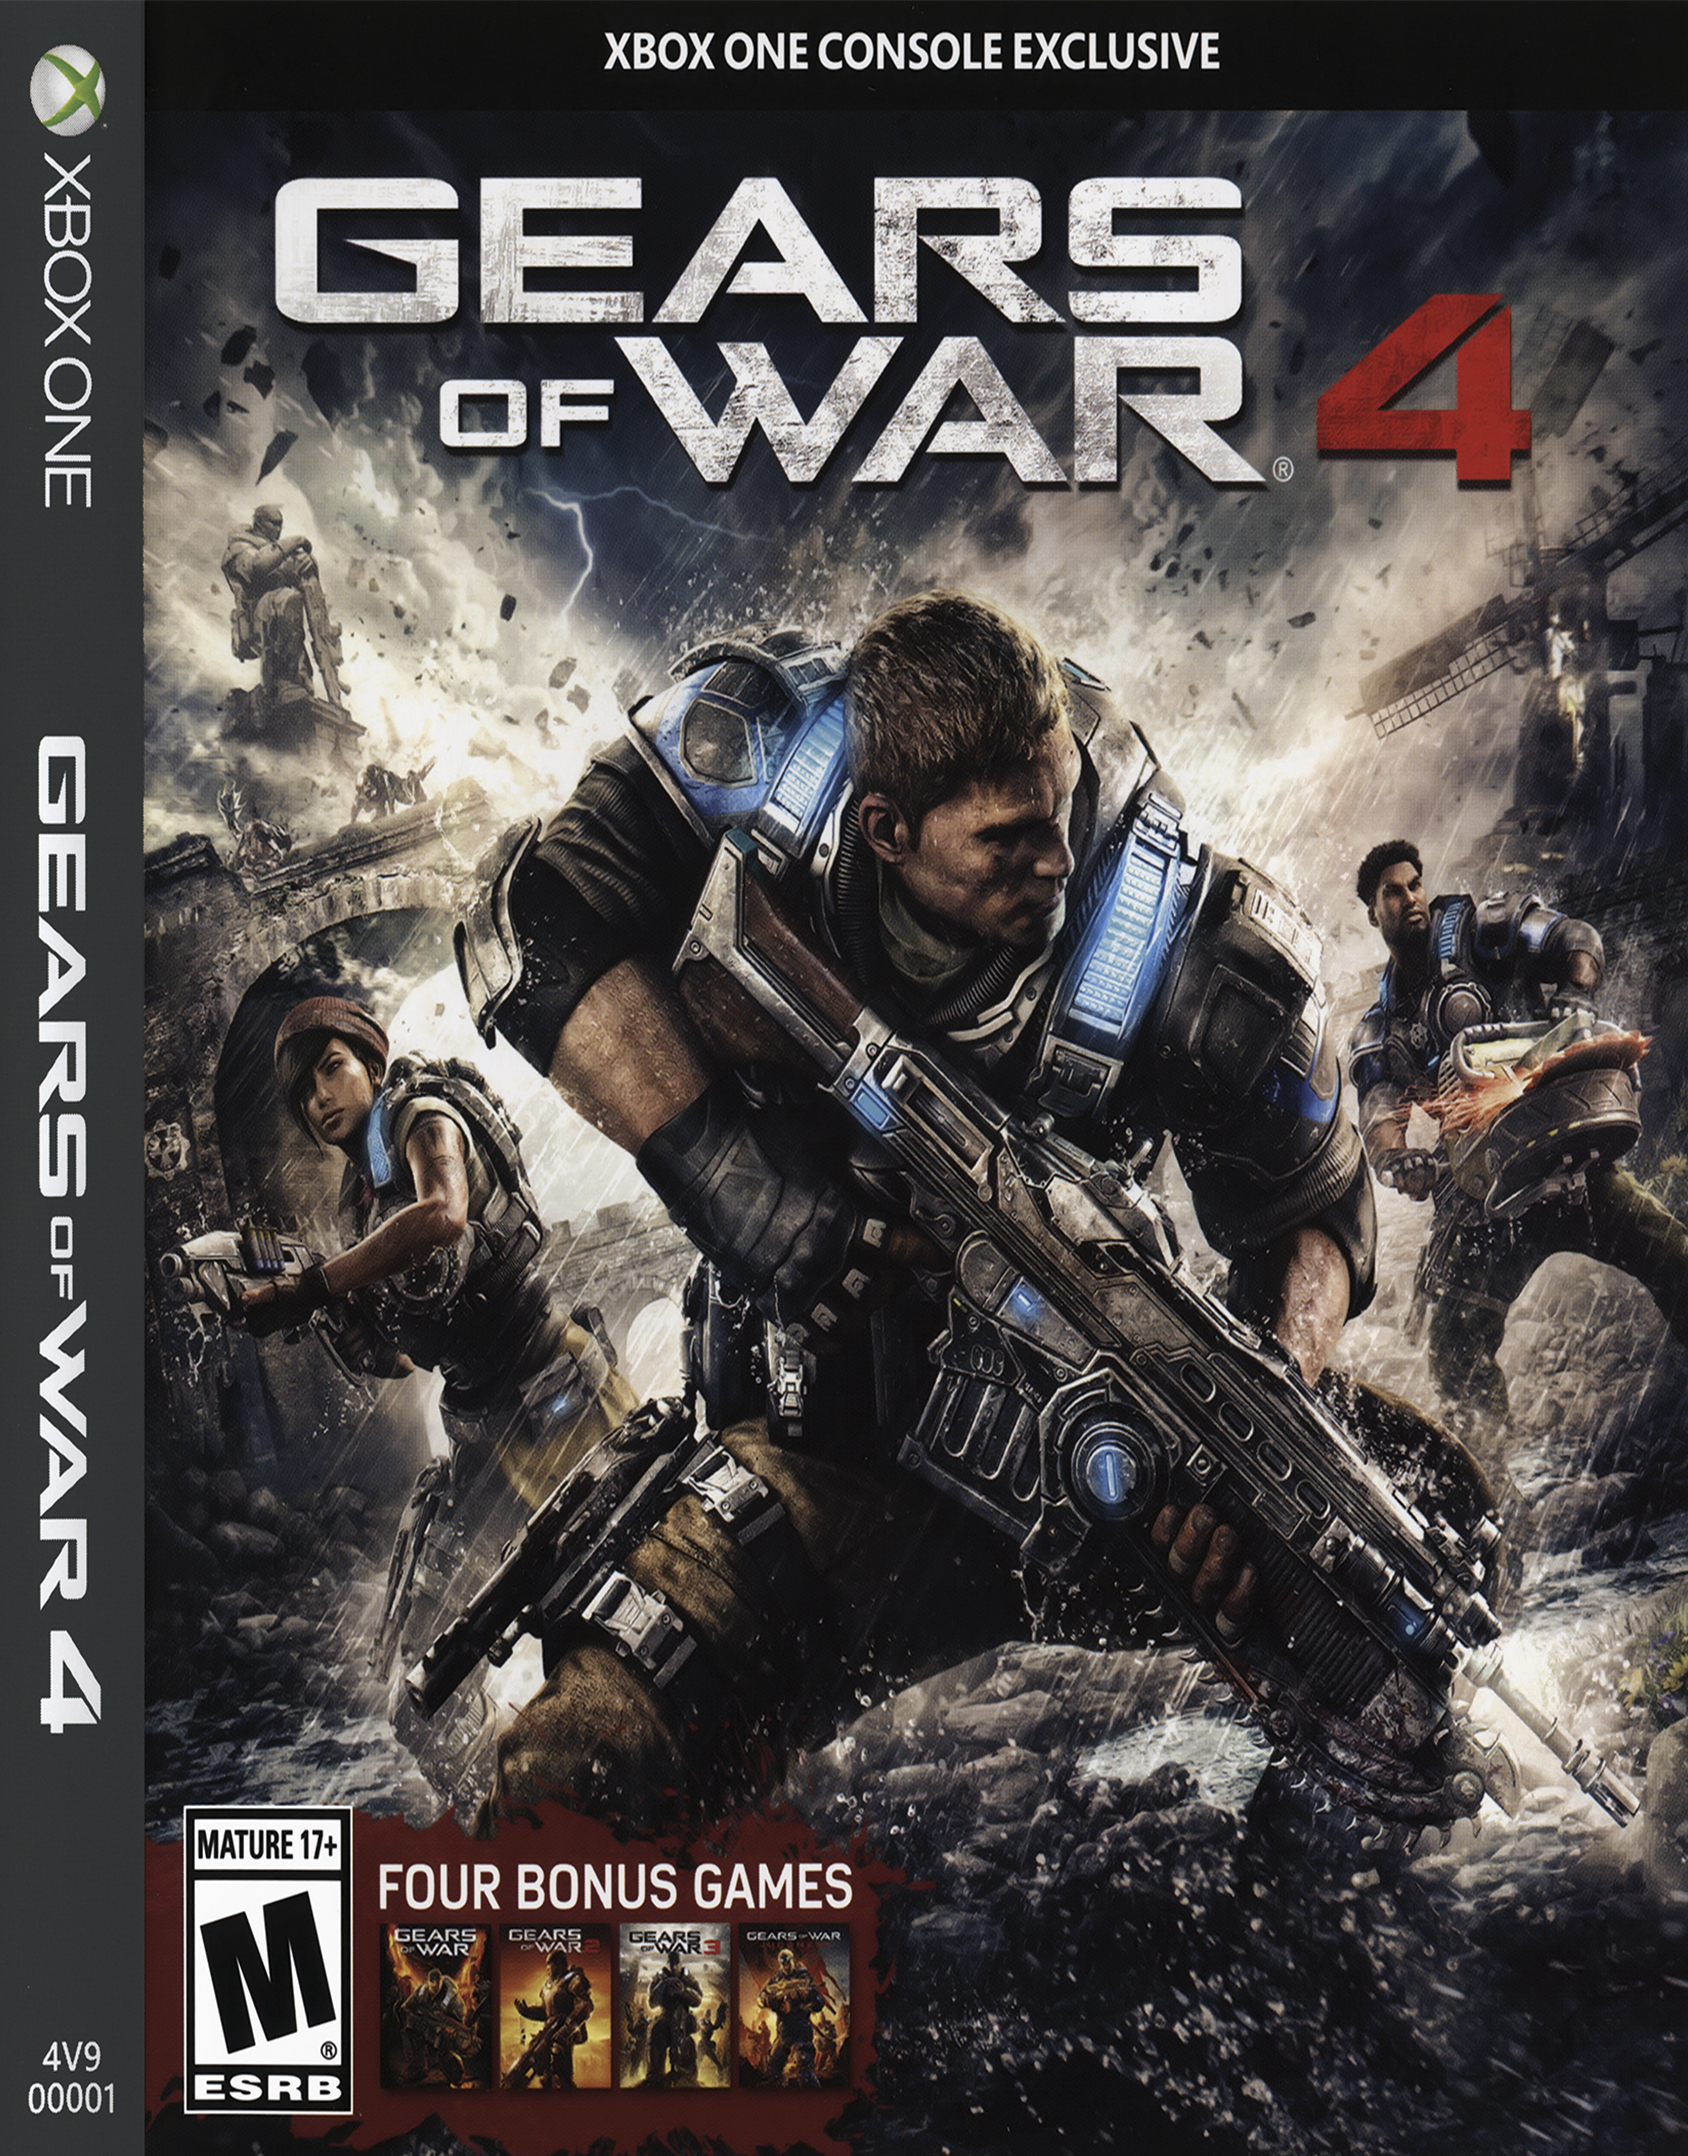 XBOX ONE
GEARS OF WAR 4
4V9
00001
XBOX ONE CONSOLE EXCLUSIVE
GEARS
OF WAR® 4
MATURE 17+
M®
ESRB
FOUR BONUS GAMES
GEARS
OF WAR
GEARS
OF WAR 2
GEARS
OF WAR 3
GEARS OF WAR